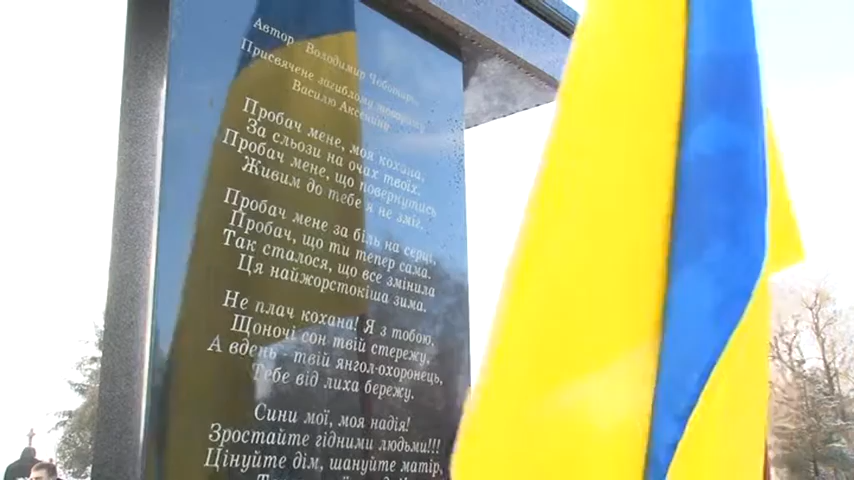 Автор - Володимир
Присвячене загиблому
Василю Аксенину
Пробач мене, моя кохана,
За сльози на очах твоїх.
Пробач мене, що повернутись
Живим до тебе я не зміг.
Пробач мене за біль на серці,
Пробач, що ти тепер сама.
Так сталося, що все змінила
Ця найжорстокіша зима.
Не плач кохана! Я з тобою,
Щоночі сон твій стережу.
А вдень - твій янгол-охоронець,
Тебе від лиха бережу.
Сини мої, моя надія!
Зростайте гідними людьми!!!
Цінуйте дім, шануйте матір,